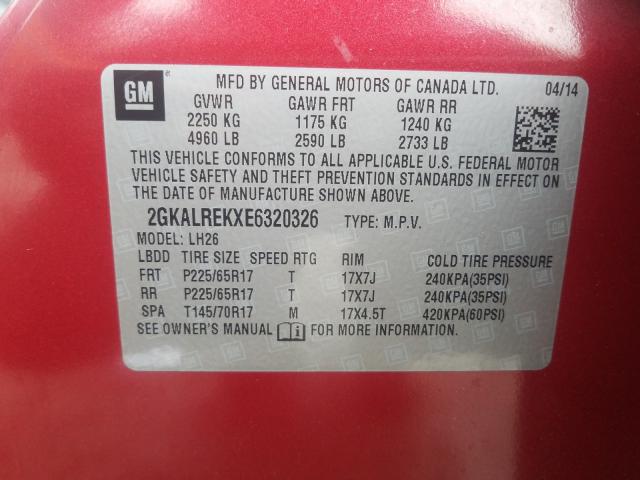 GM
MFD BY GENERAL MOTORS OF CANADA LTD. 04/14
GVWR GAWR FRT GAWR RR
2250 KG 1175 KG 1240 KG
4960 LB 2590 LB 2733 LB
THIS VEHICLE CONFORMS TO ALL APPLICABLE U.S. FEDERAL MOTOR
VEHICLE SAFETY AND THEFT PREVENTION STANDARDS IN EFFECT ON
THE DATE OF MANUFACTURE SHOWN ABOVE.
2GKALREKXE6320326 TYPE: M.P.V.
MODEL: LH26
LBDD TIRE SIZE SPEED RTG RIM COLD TIRE PRESSURE
FRT P225/65R17 T 17X7J 240KPA(35PSI)
RR P225/65R17 T 17X7J 240KPA(35PSI)
SPA T145/70R17 M 17X4.5T 420KPA(60PSI)
SEE OWNER'S MANUAL FOR MORE INFORMATION.